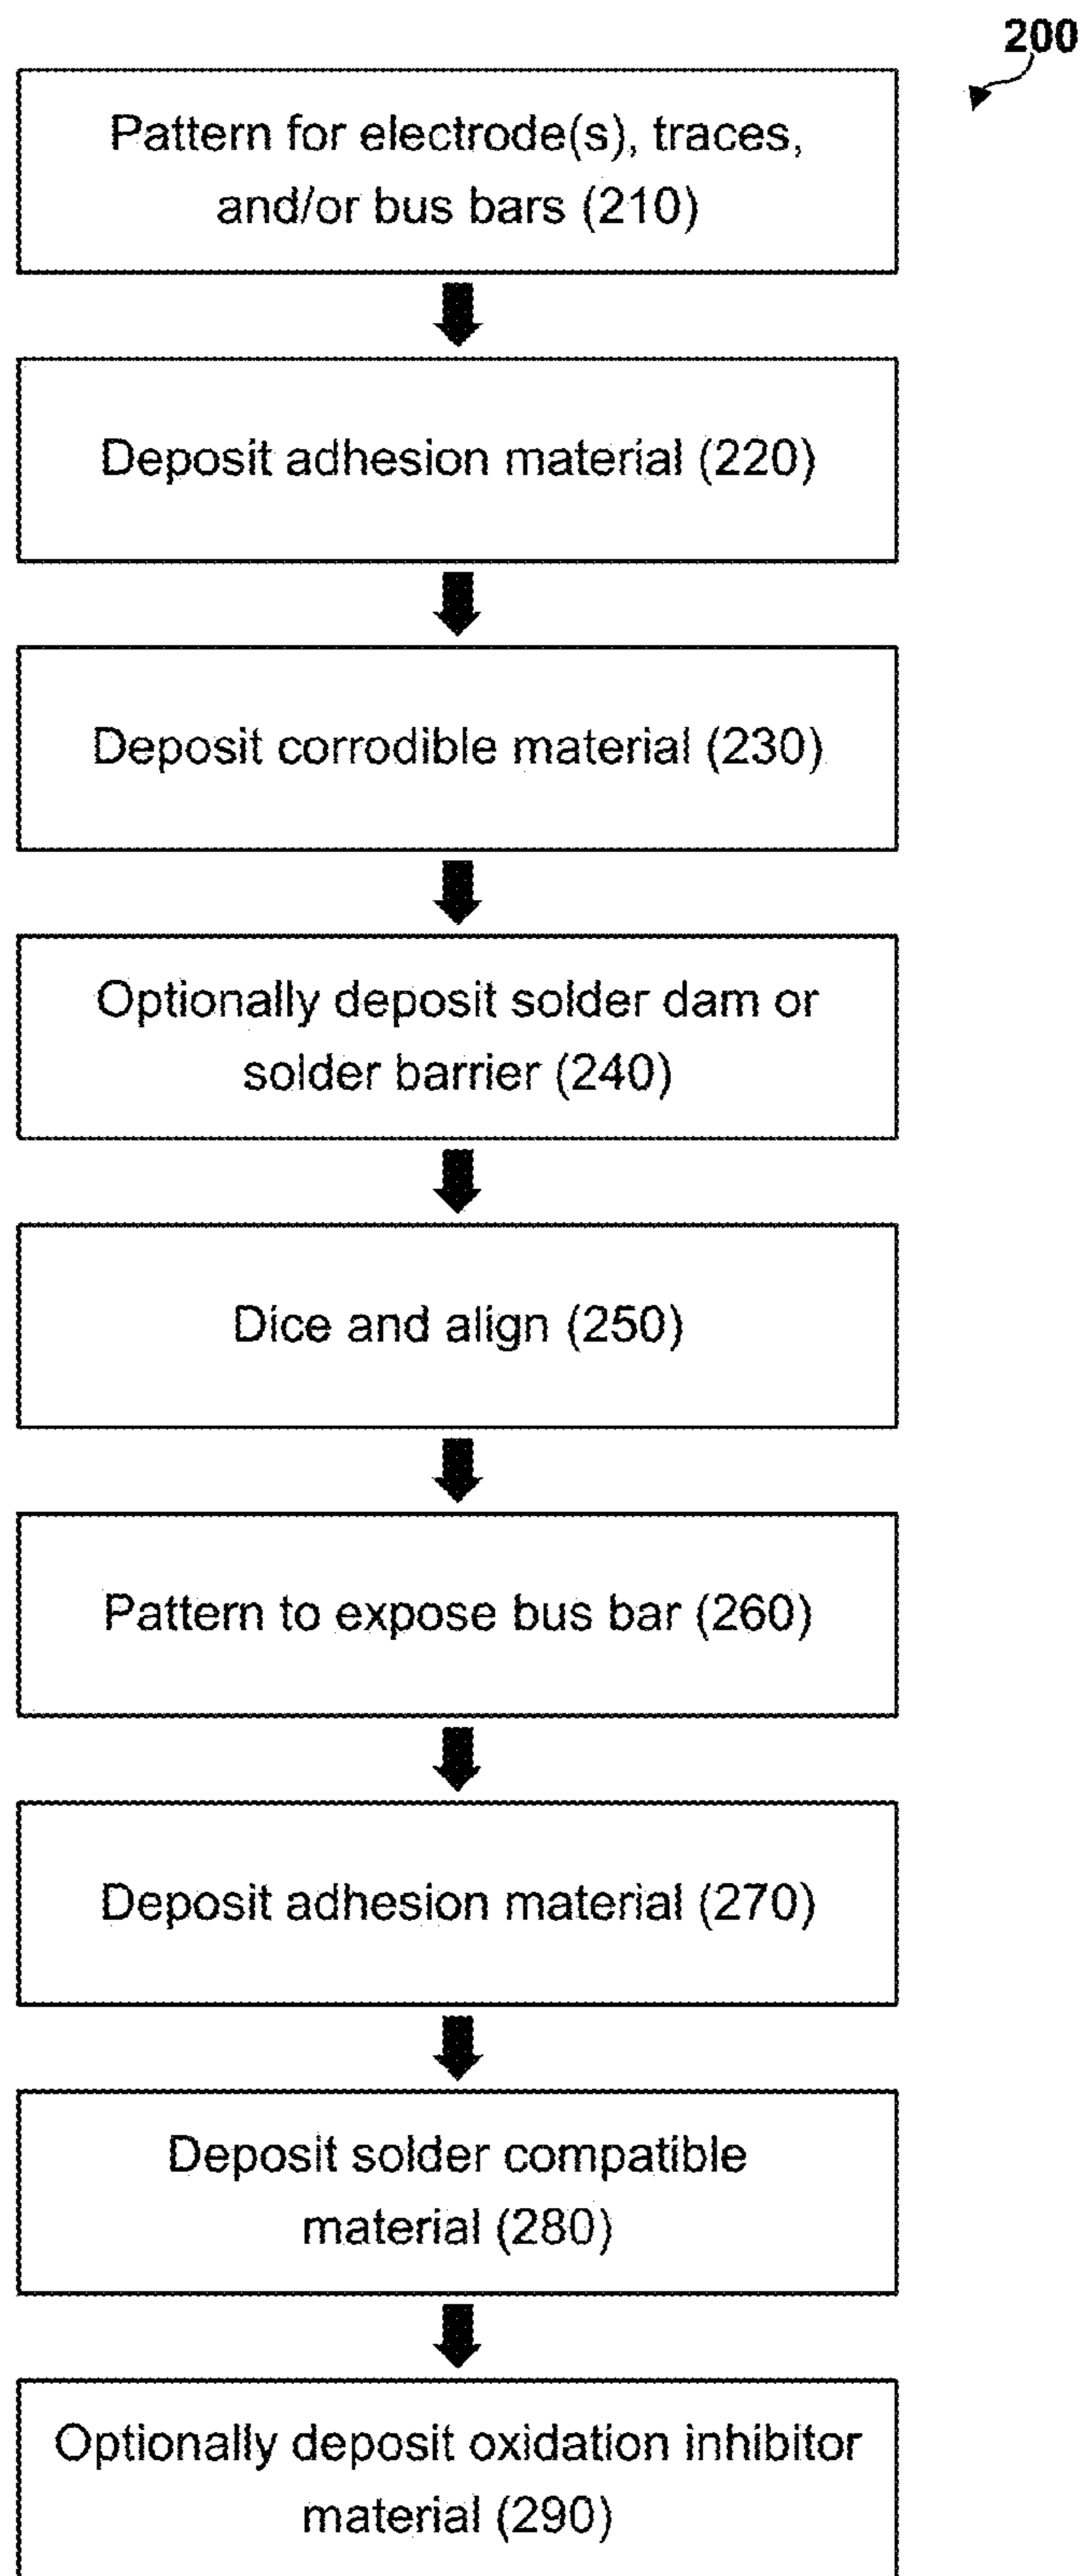 200
Pattern for electrode(s), traces,
and/or bus bars (210)
Deposit adhesion material (220)
Deposit corrodible material (230)
Optionally deposit solder dam or
solder barrier (240)
Dice and align (250)
Pattern to expose bus bar (260)
Deposit adhesion material (270)
Deposit solder compatible
material (280)
Optionally deposit oxidation inhibitor
material (290)